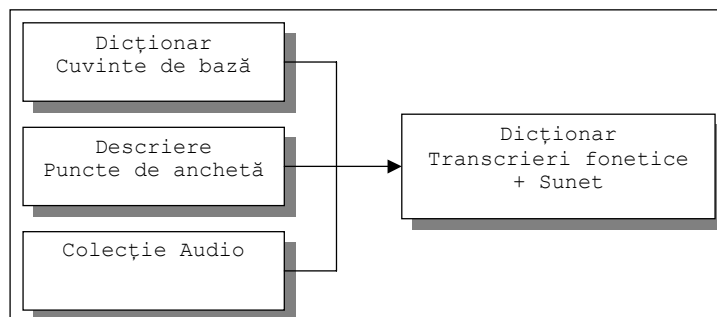 Dicționar
Cuvinte de bază
Descriere
Puncte de anchetă
Colecție Audio
Dicționar
Transcrieri fonetice
+ Sunet